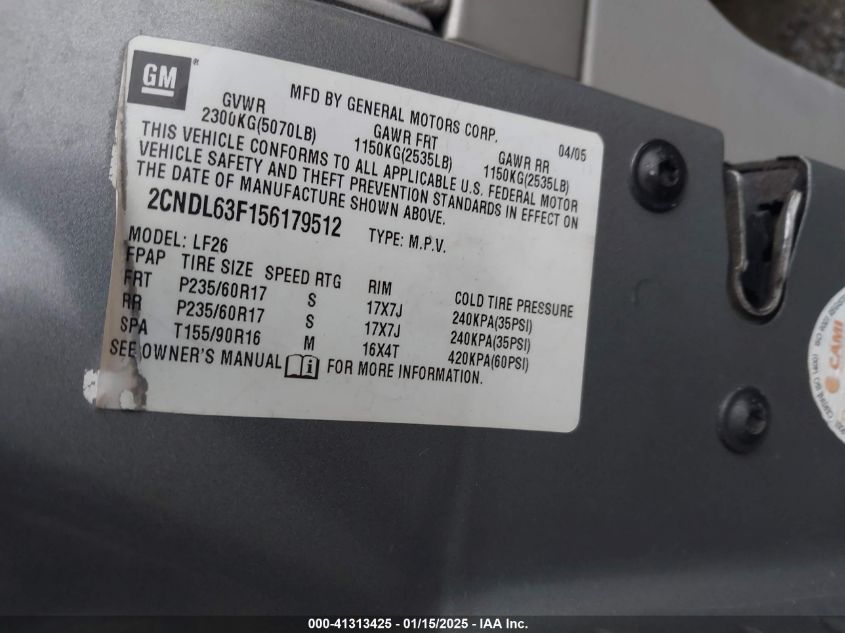 GM
®
MFD BY GENERAL MOTORS CORP.
04/05
GVWR
2300KG(5070LB)
GAWR FRT
1150KG(2535LB)
GAWR RR
1150KG(2535LB)
THIS VEHICLE CONFORMS TO ALL APPLICABLE U.S. FEDERAL MOTOR
VEHICLE SAFETY AND THEFT PREVENTION STANDARDS IN EFFECT ON
THE DATE OF MANUFACTURE SHOWN ABOVE.
2CNDL63F156179512 TYPE: M.P.V.
MODEL: LF26
FPAP TIRE SIZE SPEED RTG RIM COLD TIRE PRESSURE
FRT P235/60R17 S 17X7J 240KPA(35PSI)
RR P235/60R17 S 17X7J 240KPA(35PSI)
SPA T155/90R16 M 16X4T 420KPA(60PSI)
SEE OWNER'S MANUAL i FOR MORE INFORMATION.
CAMI
000-41313425 - 01/15/2025 - IAA Inc.